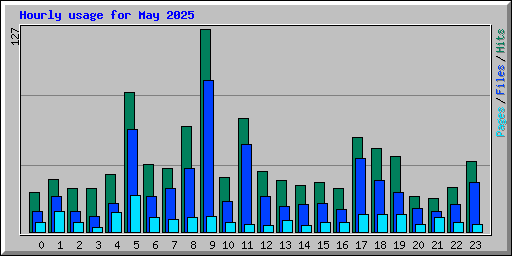 Hourly usage for May 2025
127
Pages/Files/Hits
0 1 2 3 4 5 6 7 8 9 10 11 12 13 14 15 16 17 18 19 20 21 22 23